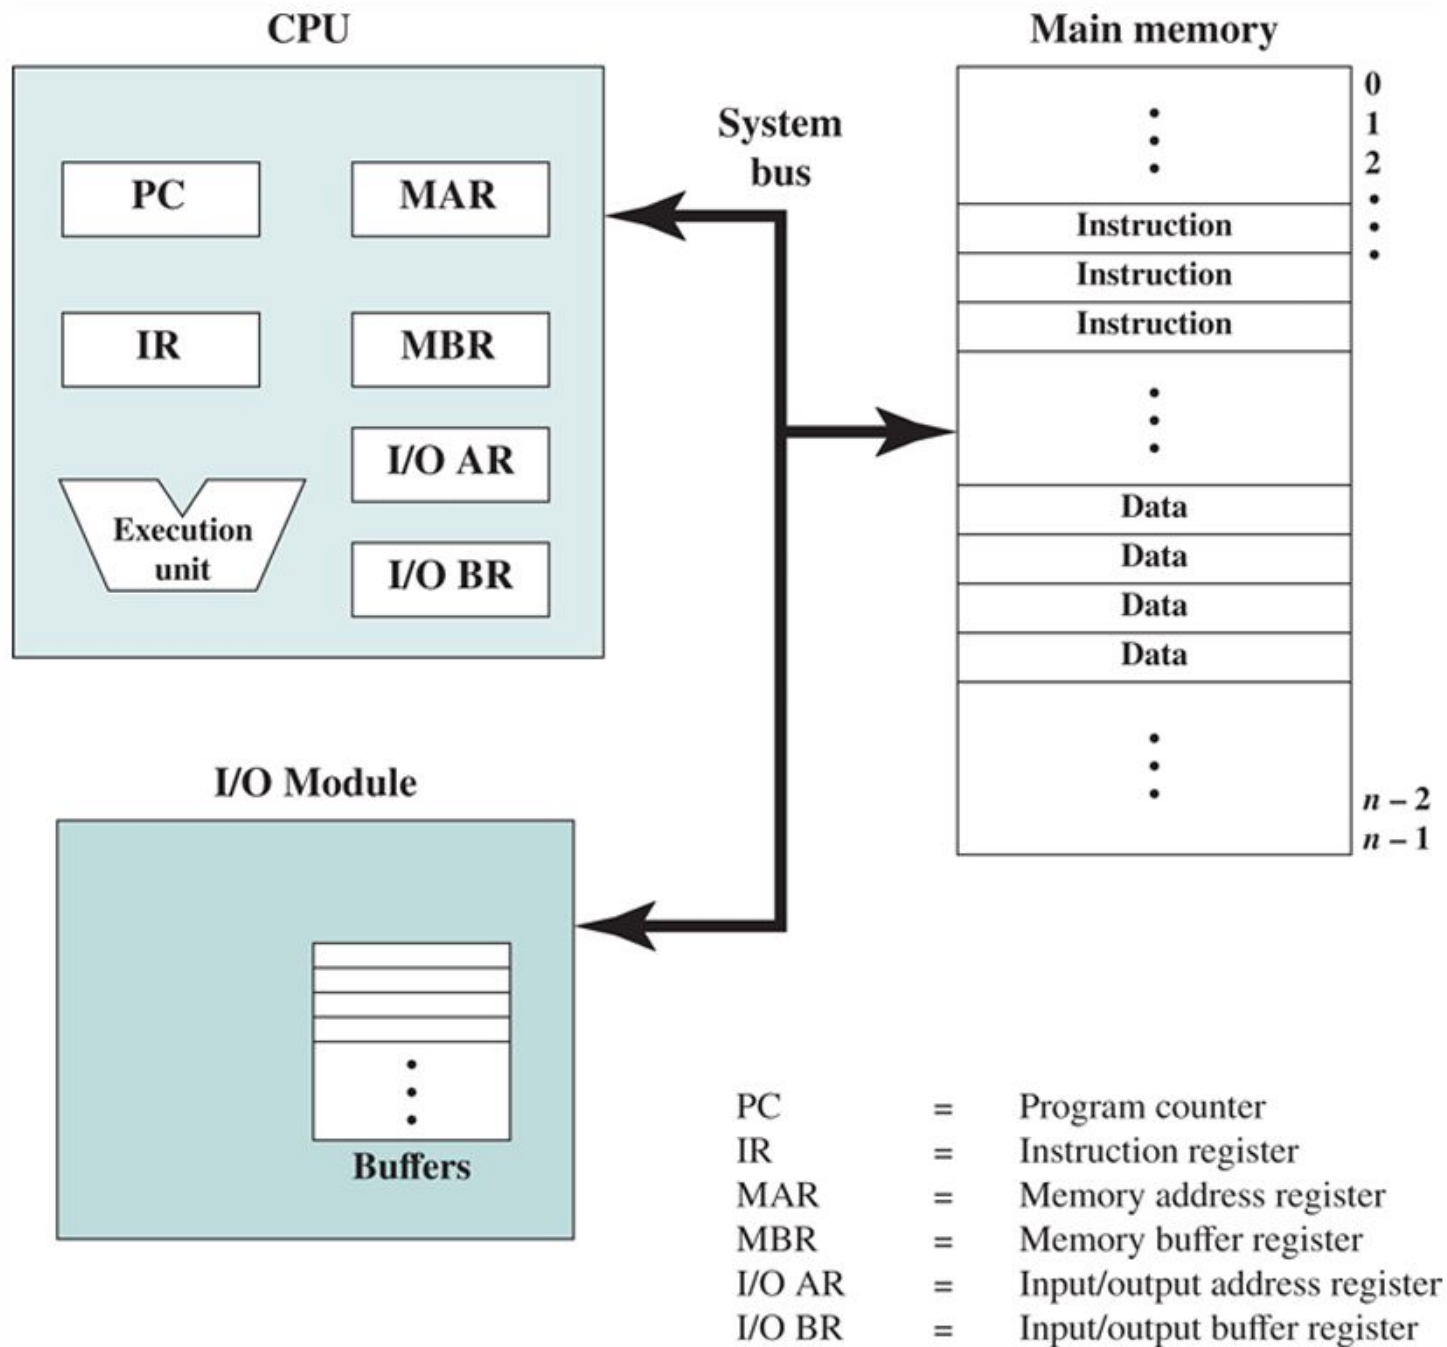 CPU
PC
MAR
IR
MBR
I/O AR
Execution
unit
I/O BR
System
bus
Main memory
0
1
2
Instruction
Instruction
Instruction
Data
Data
Data
Data
n – 2
n – 1
I/O Module
Buffers
PC = Program counter
IR = Instruction register
MAR = Memory address register
MBR = Memory buffer register
I/O AR = Input/output address register
I/O BR = Input/output buffer register